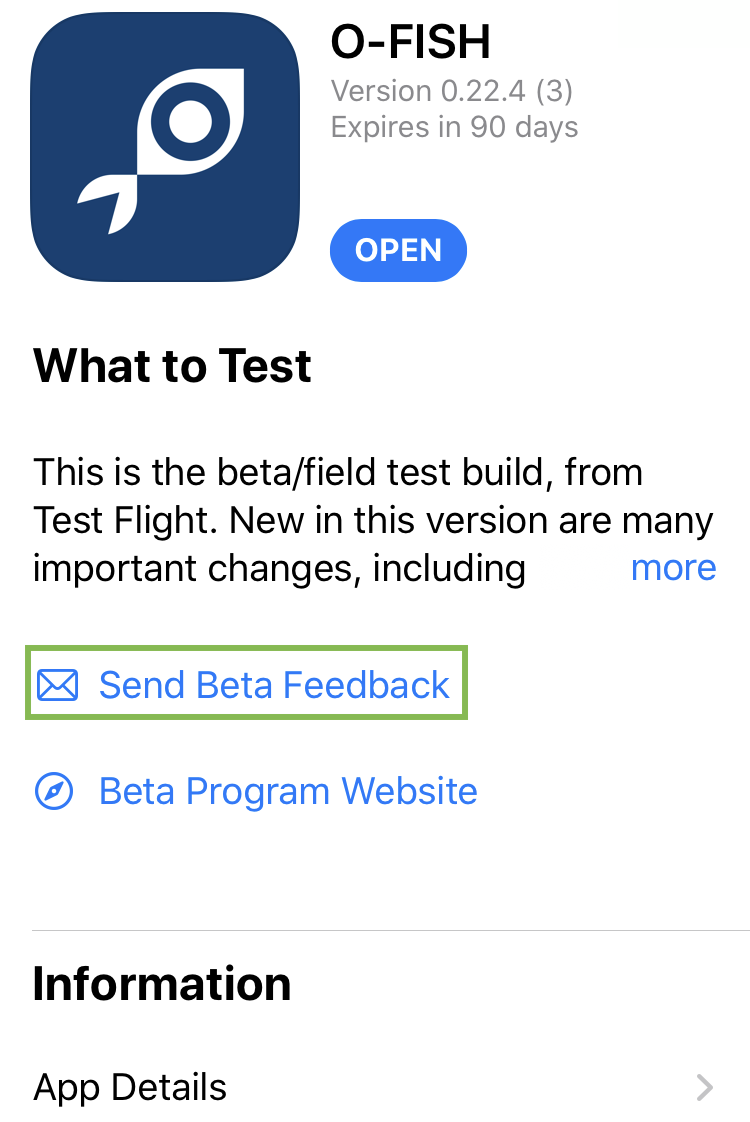 O-FISH
Version 0.22.4 (3)
Expires in 90 days
OPEN
What to Test
This is the beta/field test build, from
Test Flight. New in this version are many
important changes, including more
Send Beta Feedback
Beta Program Website
Information
App Details